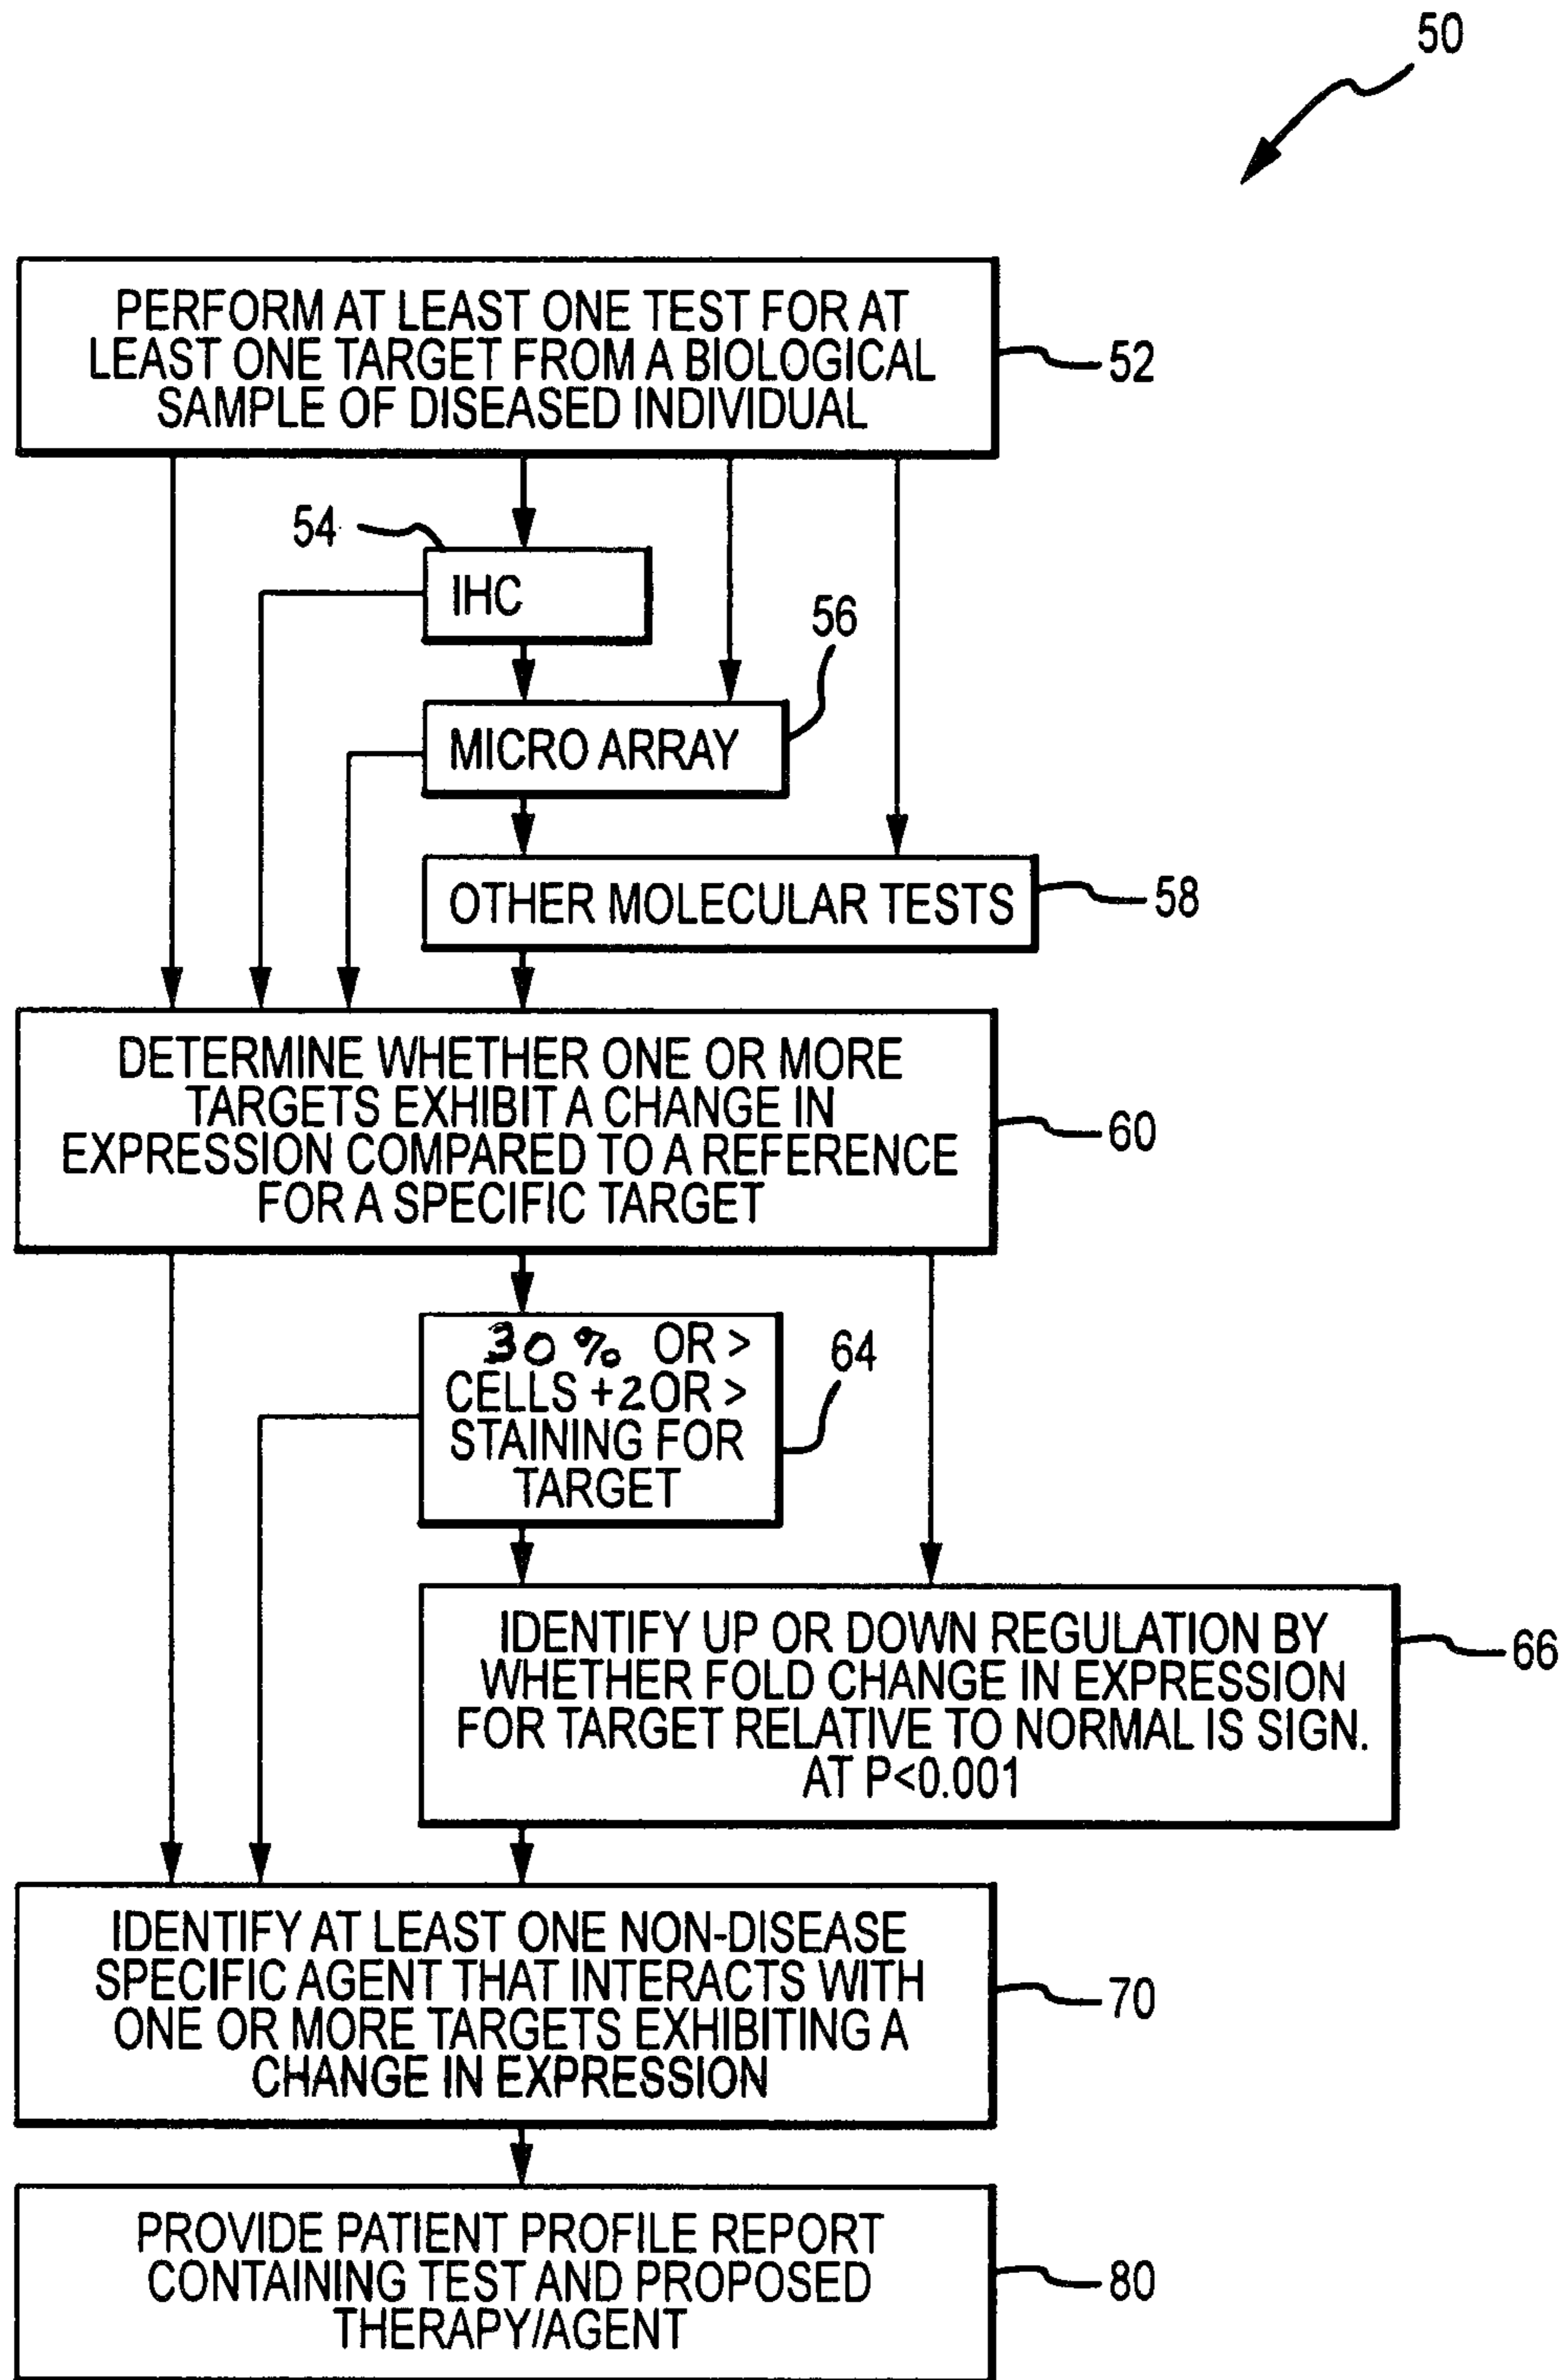 50
PERFORM AT LEAST ONE TEST FOR AT
LEAST ONE TARGET FROM A BIOLOGICAL
SAMPLE OF DISEASED INDIVIDUAL
52
54
IHC
56
MICRO ARRAY
OTHER MOLECULAR TESTS
58
DETERMINE WHETHER ONE OR MORE
TARGETS EXHIBIT A CHANGE IN
EXPRESSION COMPARED TO A REFERENCE
FOR A SPECIFIC TARGET
60
30 % OR >
CELLS +2 OR >
STAINING FOR
TARGET
64
IDENTIFY UP OR DOWN REGULATION BY
WHETHER FOLD CHANGE IN EXPRESSION
FOR TARGET RELATIVE TO NORMAL IS SIGN.
AT P<0.001
66
IDENTIFY AT LEAST ONE NON-DISEASE
SPECIFIC AGENT THAT INTERACTS WITH
ONE OR MORE TARGETS EXHIBITING A
CHANGE IN EXPRESSION
70
PROVIDE PATIENT PROFILE REPORT
CONTAINING TEST AND PROPOSED
THERAPY/AGENT
80